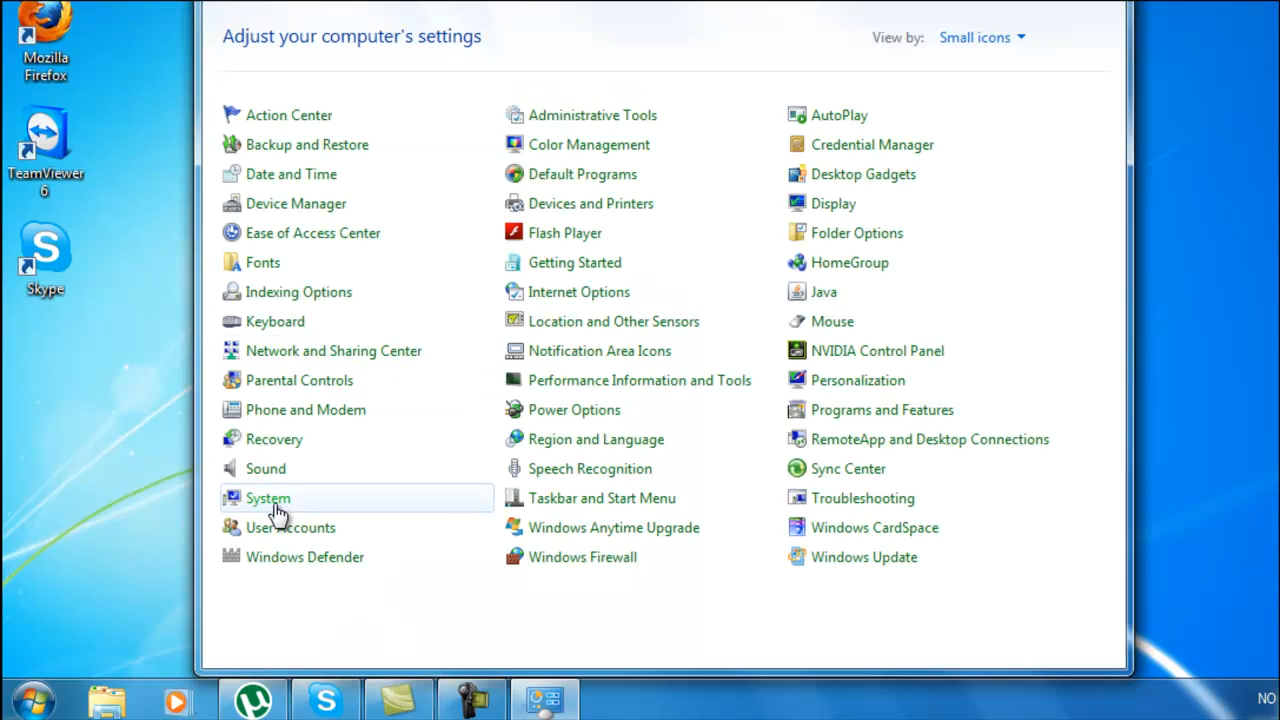 Mozilla
Firefox
TeamViewer
6
Skype
Adjust your computer's settings
View by: Small icons
Action Center
Administrative Tools
AutoPlay
Backup and Restore
Color Management
Credential Manager
Date and Time
Default Programs
Desktop Gadgets
Device Manager
Devices and Printers
Display
Ease of Access Center
Flash Player
Folder Options
Fonts
Getting Started
HomeGroup
Indexing Options
Internet Options
Java
Keyboard
Location and Other Sensors
Mouse
Network and Sharing Center
Notification Area Icons
NVIDIA Control Panel
Parental Controls
Performance Information and Tools
Personalization
Phone and Modem
Power Options
Programs and Features
Recovery
Region and Language
RemoteApp and Desktop Connections
Sound
Speech Recognition
Sync Center
System
Taskbar and Start Menu
Troubleshooting
User Accounts
Windows Anytime Upgrade
Windows CardSpace
Windows Defender
Windows Firewall
Windows Update
NO